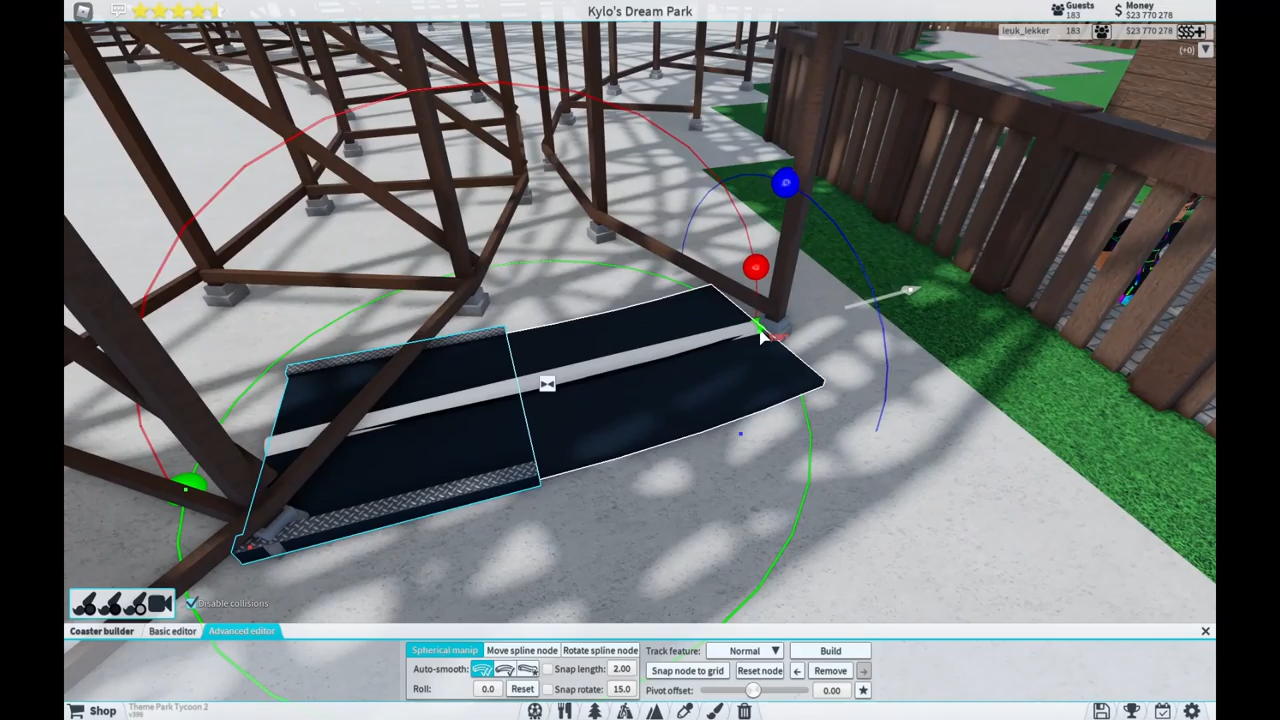 Kylo's Dream Park
Guests
183
Money
$23 770 278
leuk_lekker 183 $23 770 278
(+0)
Disable collisions
Coaster builder Basic editor Advanced editor
Spherical manip Move spline node Rotate spline node Track feature: Normal Build
Auto-smooth: Snap length: 2.00 Snap node to grid Reset node Remove
Roll: 0.0 Reset Snap rotate: 15.0 Pivot offset: 0.00
Shop
Theme Park Tycoon 2
v396